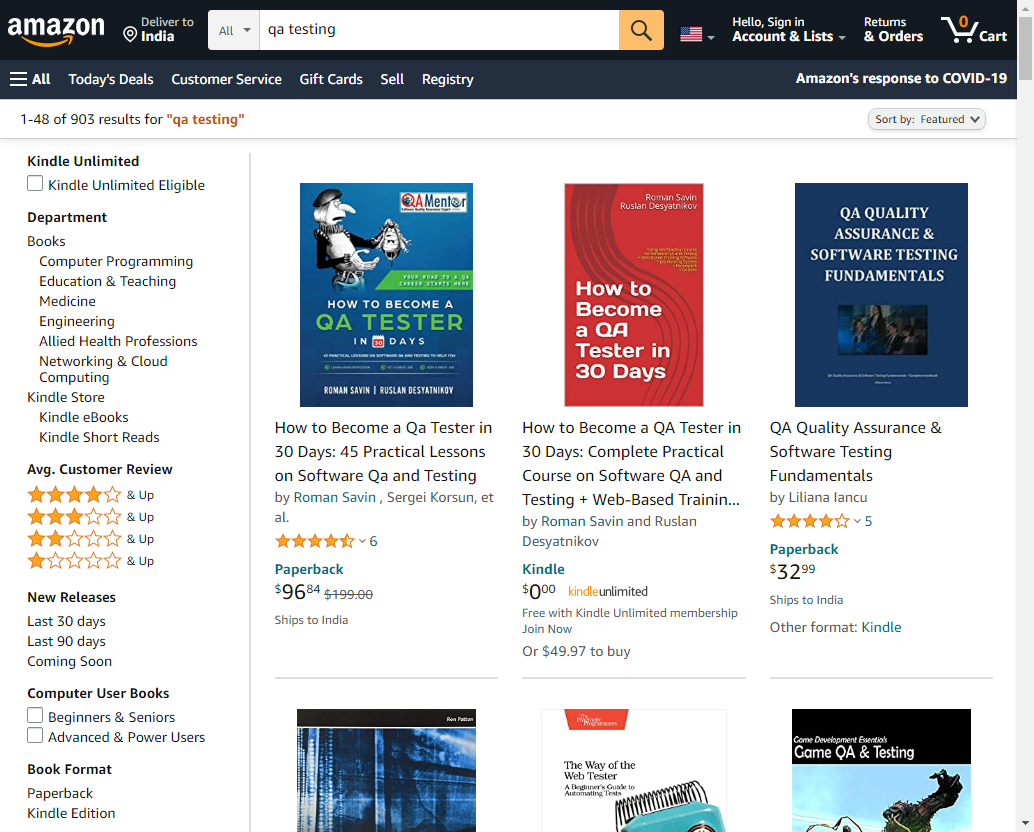 amazon
Deliver to
India
All
qa testing
Hello, Sign in
Account & Lists
Returns
& Orders
0
Cart
All
Today's Deals
Customer Service
Gift Cards
Sell
Registry
Amazon's response to COVID-19
1-48 of 903 results for "qa testing"
Sort by: Featured
Kindle Unlimited
Kindle Unlimited Eligible
Department
Books
Computer Programming
Education & Teaching
Medicine
Engineering
Allied Health Professions
Networking & Cloud
Computing
Kindle Store
Kindle eBooks
Kindle Short Reads
Avg. Customer Review
& Up
& Up
& Up
& Up
New Releases
Last 30 days
Last 90 days
Coming Soon
Computer User Books
Beginners & Seniors
Advanced & Power Users
Book Format
Paperback
Kindle Edition
QA Mentor
YOUR ROAD TO A QA
CAREER STARTS HERE
HOW TO BECOME A
QA TESTER
IN 30 DAYS
45 PRACTICAL LESSONS ON SOFTWARE QA AND TESTING TO HELP YOU
ROMAN SAVIN | RUSLAN DESYATNIKOV
How to Become a Qa Tester in
30 Days: 45 Practical Lessons
on Software Qa and Testing
by Roman Savin , Sergei Korsun, et
al.
6
Paperback
$9684 $199.00
Ships to India
Roman Savin
Ruslan Desyatnikov
How to
Become
a QA
Tester in
30 Days
How to Become a QA Tester in
30 Days: Complete Practical
Course on Software QA and
Testing + Web-Based Trainin...
by Roman Savin and Ruslan
Desyatnikov
Kindle
$000 kindleunlimited
Free with Kindle Unlimited membership
Join Now
Or $49.97 to buy
QA QUALITY
ASSURANCE &
SOFTWARE TESTING
FUNDAMENTALS
QA Quality Assurance &
Software Testing
Fundamentals
by Liliana Iancu
5
Paperback
$3299
Ships to India
Other format: Kindle
Ron Patton
The Pragmatic
Programmers
The Way of the
Web Tester
A Beginner's Guide to
Automating Tests
Game Development Essentials
Game QA & Testing